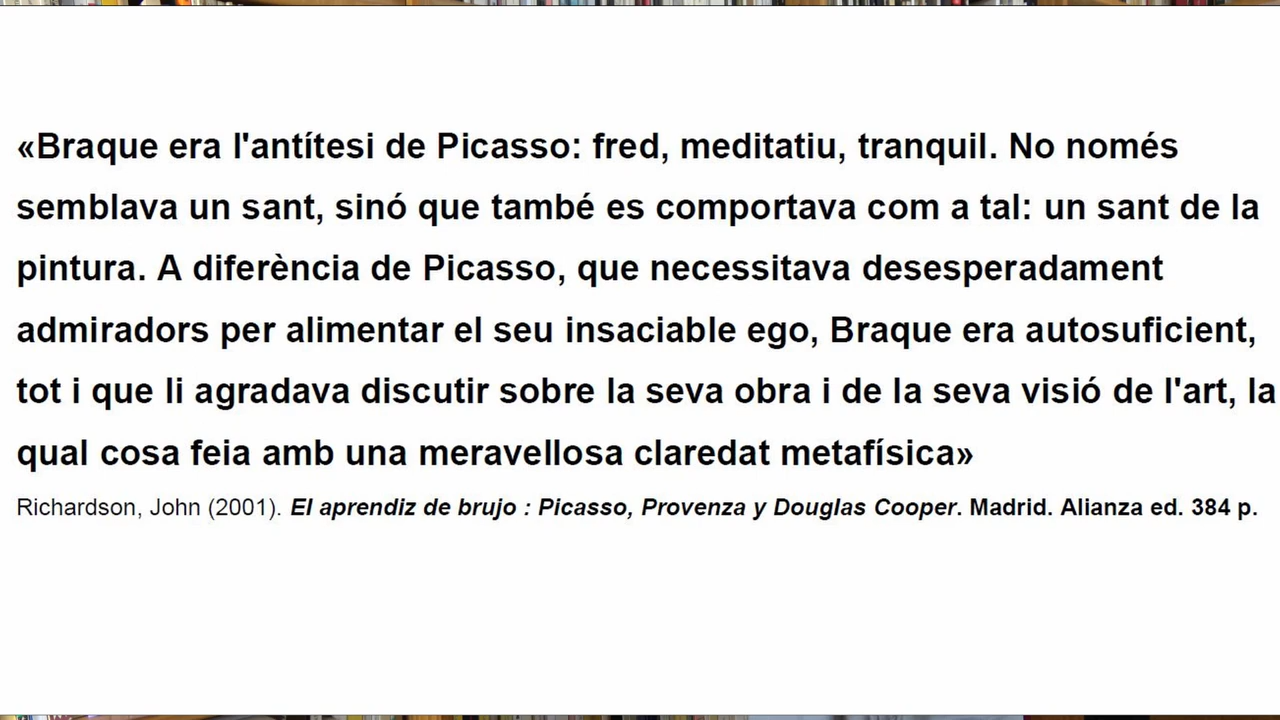 «Braque era l'antítesi de Picasso: fred, meditatiu, tranquil. No només
semblava un sant, sinó que també es comportava com a tal: un sant de la
pintura. A diferència de Picasso, que necessitava desesperadament
admiradors per alimentar el seu insaciable ego, Braque era autosuficient,
tot i que li agradava discutir sobre la seva obra i de la seva visió de l'art, la
qual cosa feia amb una meravellosa claredat metafísica»
Richardson, John (2001). El aprendiz de brujo : Picasso, Provenza y Douglas Cooper. Madrid. Alianza ed. 384 p.